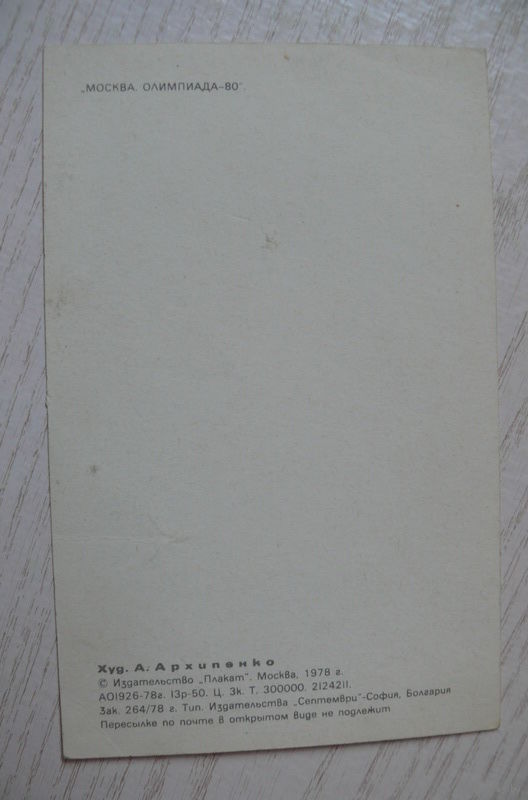 „МОСКВА. ОЛИМПИАДА-80".
Худ. А. Архипенко
© Издательство „Плакат". Москва. 1978 г.
АО1926-78г. 13р-50. Ц. 3к. Т. 300000. 2124211.
Зак. 264/78 г. Тип. Издательства „Септември"-София, Болгария
Пересылке по почте в открытом виде не подлежит